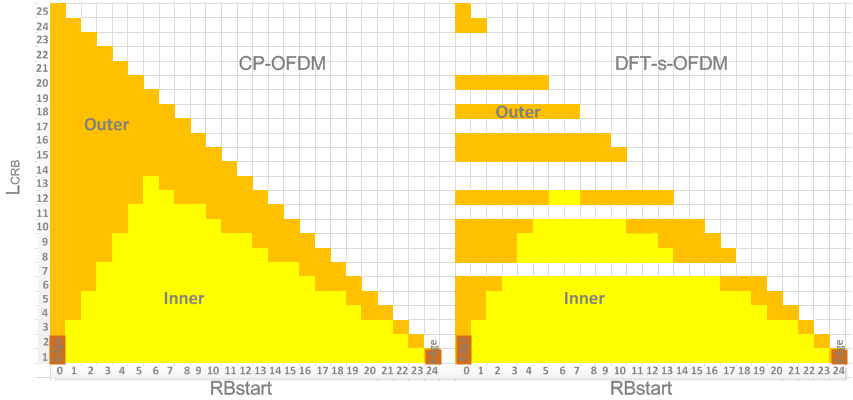 CP-OFDM
DFT-s-OFDM
Outer
Outer
Inner
Inner
LCRB
25
24
23
22
21
20
19
18
17
16
15
14
13
12
11
10
9
8
7
6
5
4
3
2
1
0 1 2 3 4 5 6 7 8 9 10 11 12 13 14 15 16 17 18 19 20 21 22 23 24
0 1 2 3 4 5 6 7 8 9 10 11 12 13 14 15 16 17 18 19 20 21 22 23 24
RBstart
RBstart